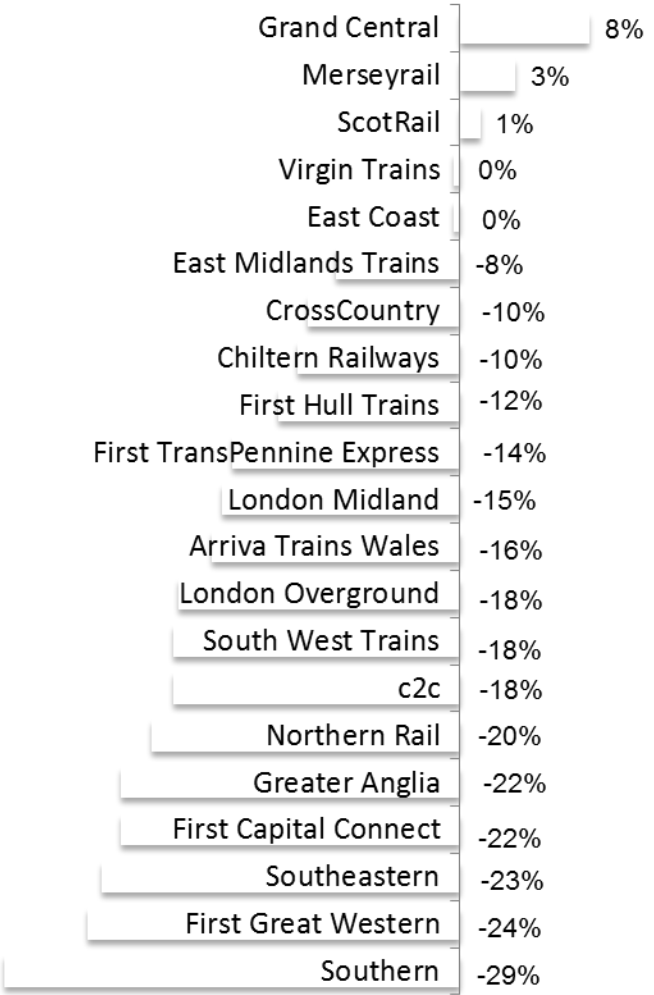 Grand Central 8%
Merseyrail 3%
ScotRail 1%
Virgin Trains 0%
East Coast 0%
East Midlands Trains -8%
CrossCountry -10%
Chiltern Railways -10%
First Hull Trains -12%
First TransPennine Express -14%
London Midland -15%
Arriva Trains Wales -16%
London Overground -18%
South West Trains -18%
c2c -18%
Northern Rail -20%
Greater Anglia -22%
First Capital Connect -22%
Southeastern -23%
First Great Western -24%
Southern -29%